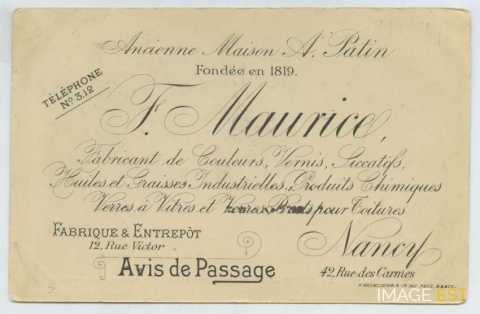 Ancienne Maison A. Patin
Fondée en 1819.
TÉLÉPHONE
No 3,12
F. Maurice,
Fabricant de Couleurs, Vernis, Siccatifs,
Huiles et Graisses Industrielles, Produits Chimiques
Verres à Vitres et pour Toitures
FABRIQUE & ENTREPÔT
12, Rue Victor
Nancy
42, Rue des Carmes
Avis de Passage
IMAGE'EST